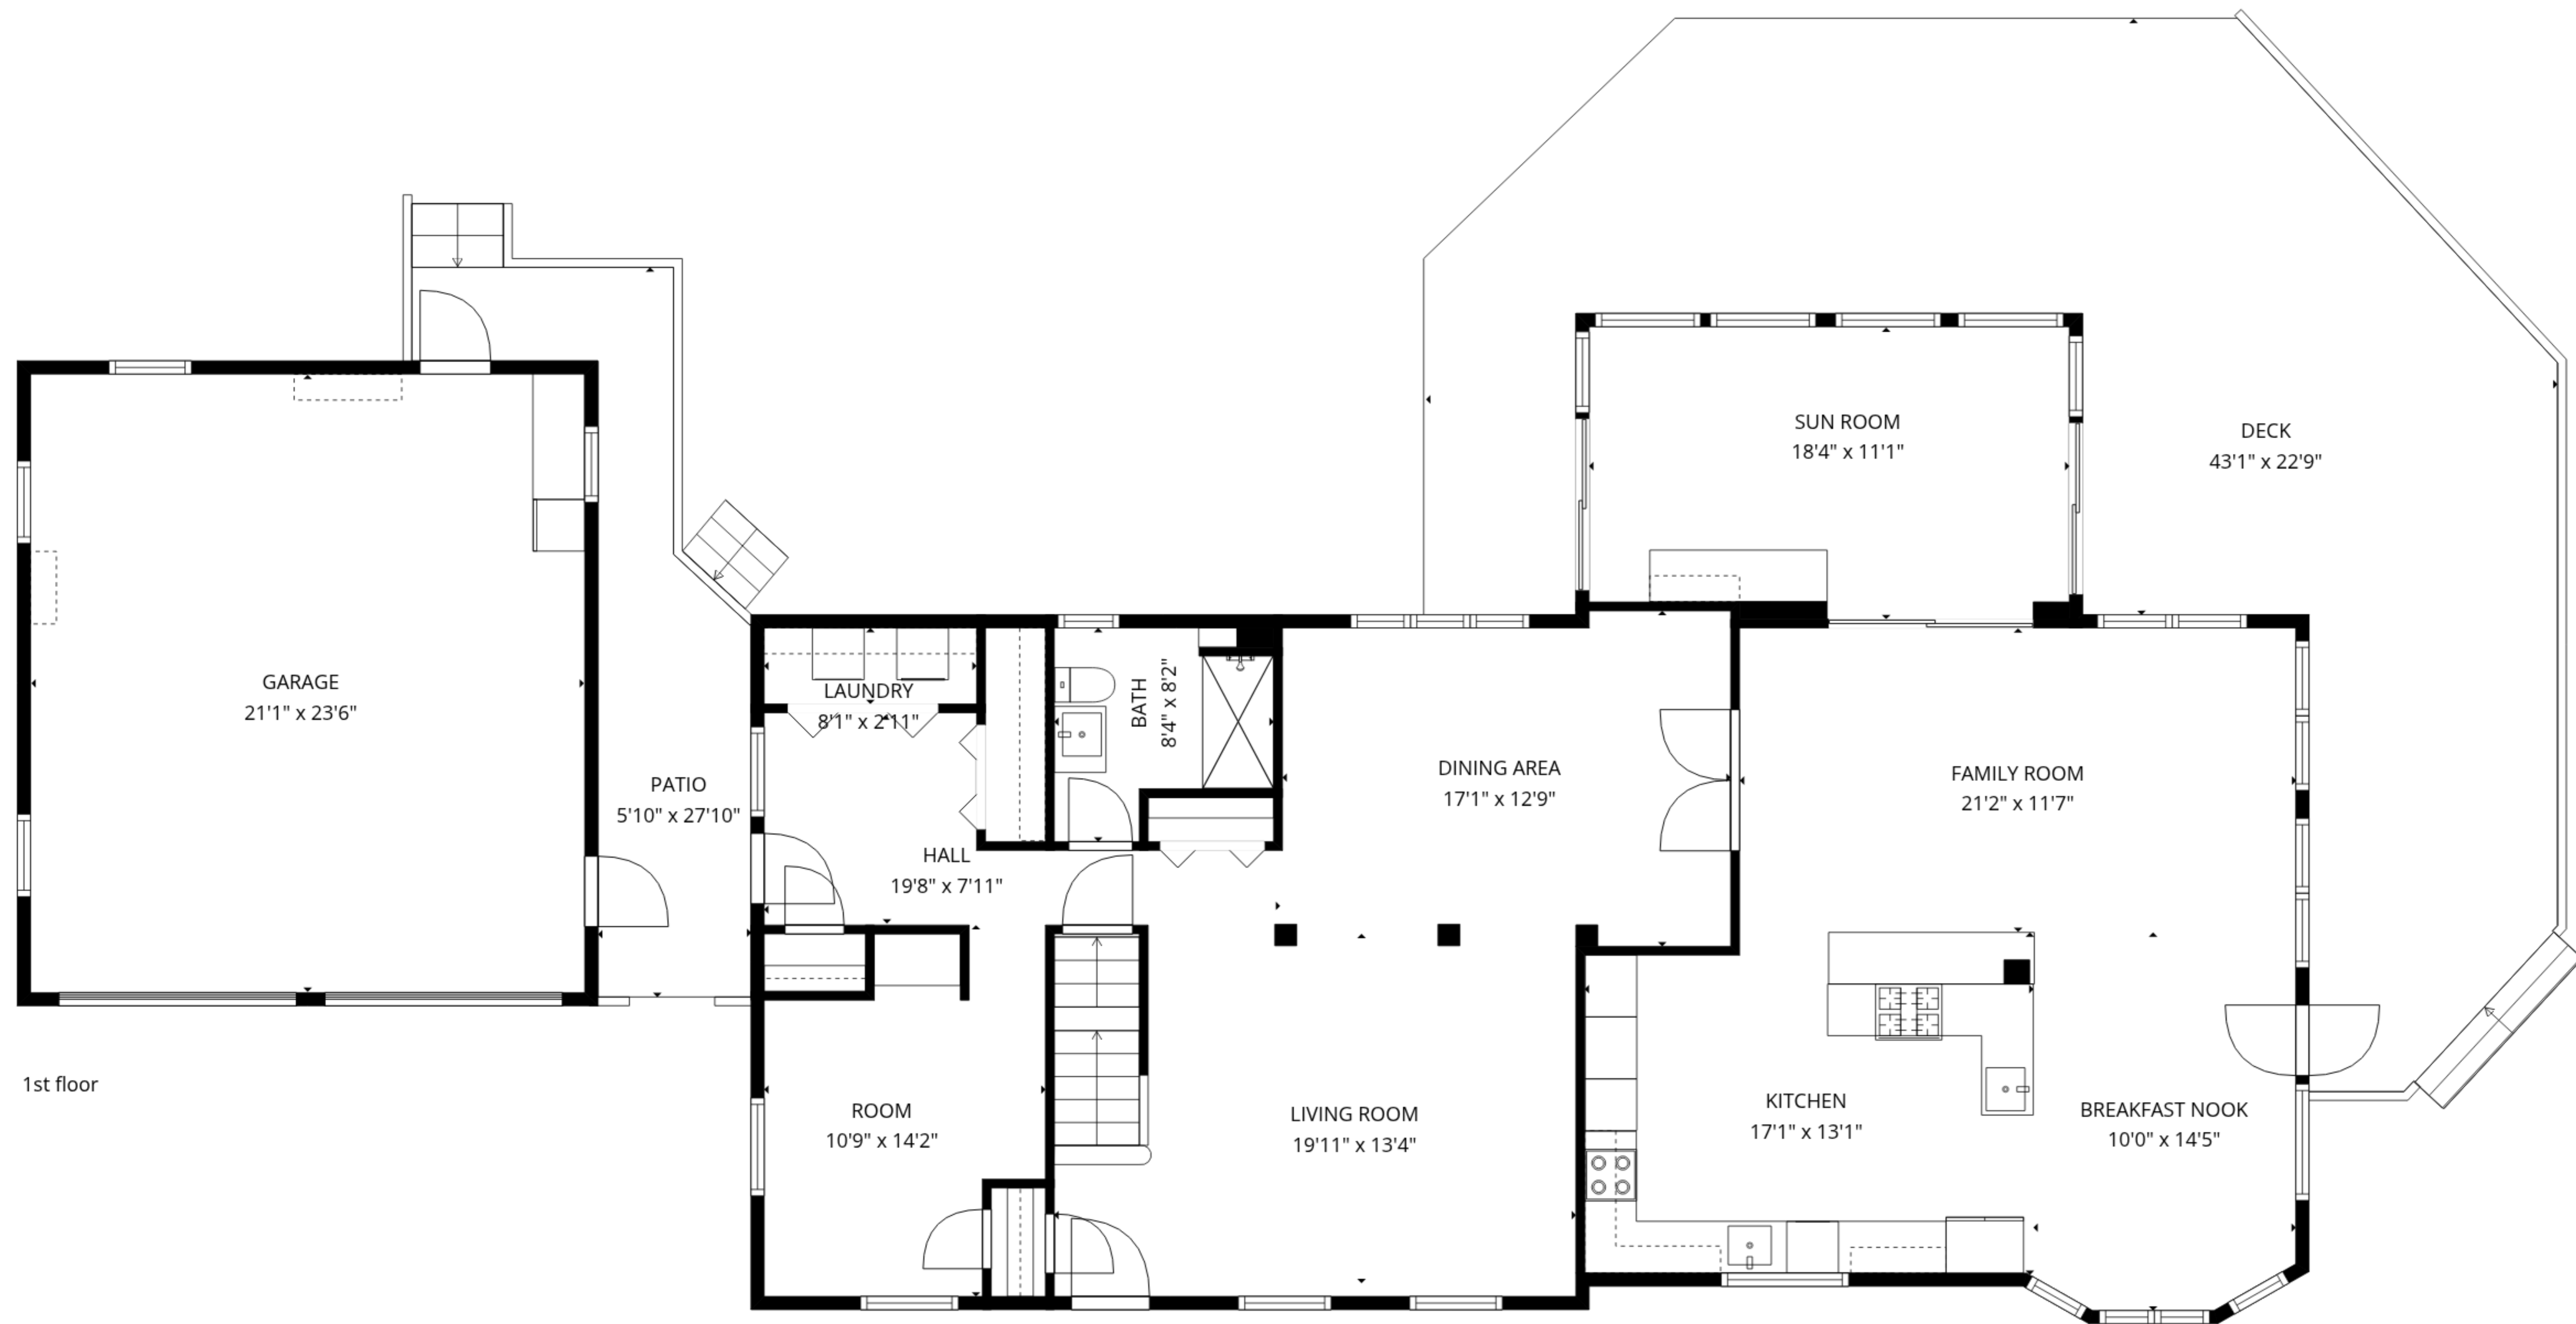 SUN ROOM
18'4" x 11'1"
DECK
43'1" x 22'9"
GARAGE
21'1" x 23'6"
LAUNDRY
8'1" x 2'11"
BATH
8'4" x 8'2"
PATIO
5'10" x 27'10"
DINING AREA
17'1" x 12'9"
FAMILY ROOM
21'2" x 11'7"
HALL
19'8" x 7'11"
1st floor
ROOM
10'9" x 14'2"
LIVING ROOM
19'11" x 13'4"
KITCHEN
17'1" x 13'1"
BREAKFAST NOOK
10'0" x 14'5"